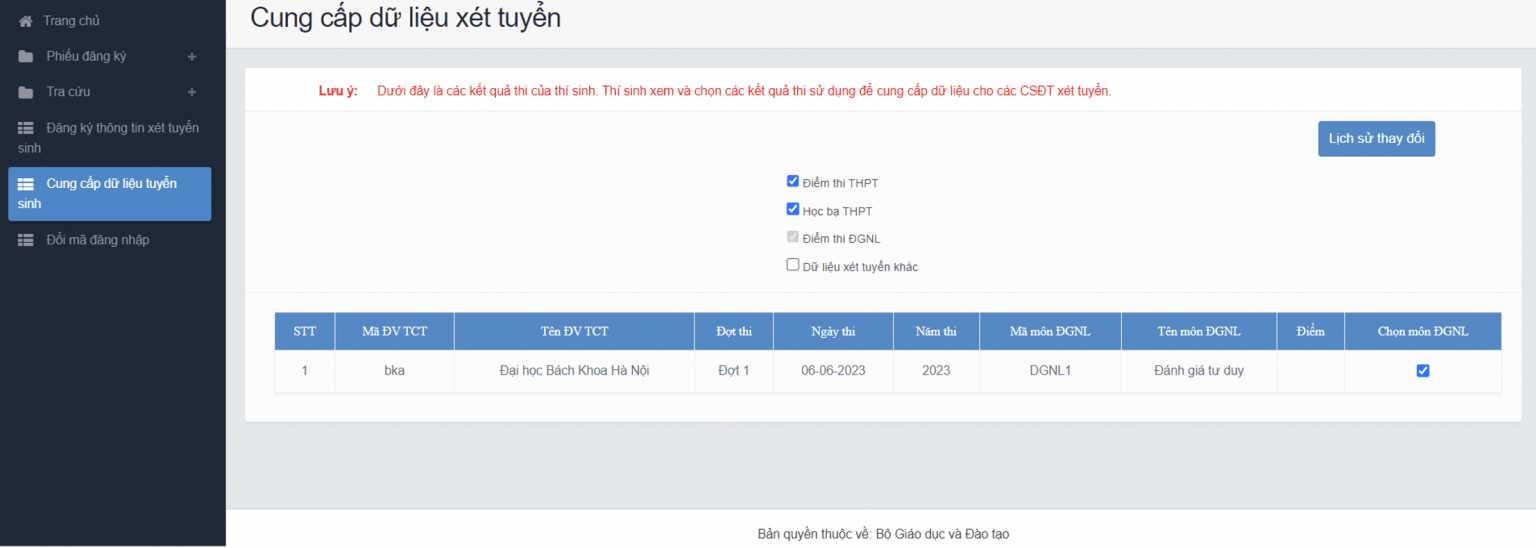 Trang chủ
Phiếu đăng ký +
Tra cứu +
Đăng ký thông tin xét tuyển
sinh
Cung cấp dữ liệu tuyển
sinh
Đổi mã đăng nhập
Cung cấp dữ liệu xét tuyển
Lưu ý: Dưới đây là các kết quả thi của thí sinh. Thí sinh xem và chọn các kết quả thi sử dụng để cung cấp dữ liệu cho các CSĐT xét tuyển.
Lịch sử thay đổi
Điểm thi THPT
Học bạ THPT
Điểm thi ĐGNL
Dữ liệu xét tuyển khác
STT Mã ĐV TCT Tên ĐV TCT Đợt thi Ngày thi Năm thi Mã môn ĐGNL Tên môn ĐGNL Điểm Chọn môn ĐGNL
1 bka Đại học Bách Khoa Hà Nội Đợt 1 06-06-2023 2023 DGNL1 Đánh giá tư duy
Bản quyền thuộc về: Bộ Giáo dục và Đào tạo